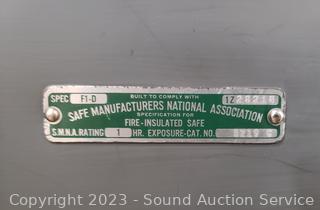 BUILT TO COMPLY WITH
SPEC F1-D
SAFE MANUFACTURERS NATIONAL ASSOCIATION
SPECIFICATION FOR
FIRE-INSULATED SAFE
S.M.N.A. RATING 1 HR. EXPOSURE-CAT. NO.
Copyright 2023 - Sound Auction Service